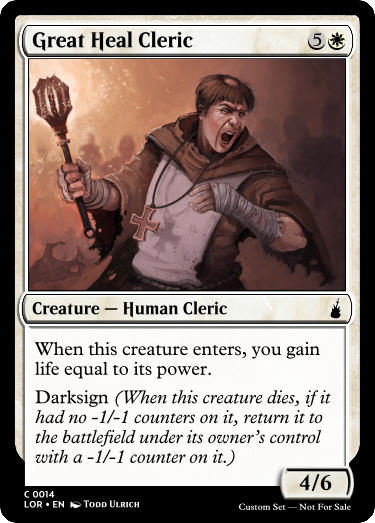 Great Heal Cleric 5
Creature — Human Cleric
When this creature enters, you gain
life equal to its power.
Darksign (When this creature dies, if it
had no -1/-1 counters on it, return it to
the battlefield under its owner's control
with a -1/-1 counter on it.)
4/6
C 0014
LOR • EN Todd Ulrich
Custom Set — Not For Sale